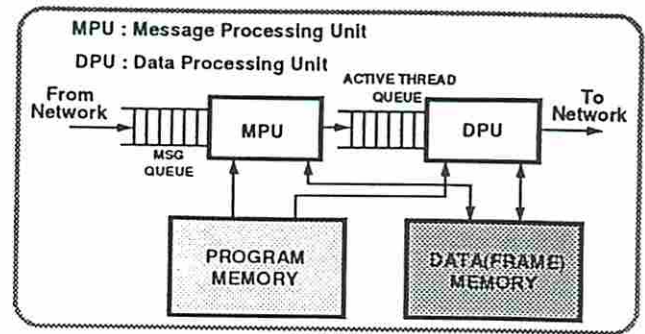 MPU : Message Processing Unit
DPU : Data Processing Unit
From
Network
MSG
QUEUE
MPU
ACTIVE THREAD
QUEUE
DPU
To
Network
PROGRAM
MEMORY
DATA(FRAME)
MEMORY